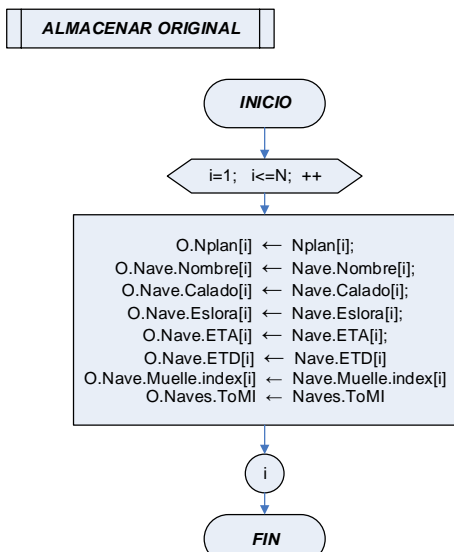 ALMACENAR ORIGINAL
INICIO
i=1; i<=N; ++
O.Nplan[i] ← Nplan[i];
O.Nave.Nombre[i] ← Nave.Nombre[i];
O.Nave.Calado[i] ← Nave.Calado[i];
O.Nave.Eslora[i] ← Nave.Eslora[i];
O.Nave.ETA[i] ← Nave.ETA[i];
O.Nave.ETD[i] ← Nave.ETD[i]
O.Nave.Muelle.index[i] ← Nave.Muelle.index[i]
O.Naves.ToMI ← Naves.ToMI
i
FIN